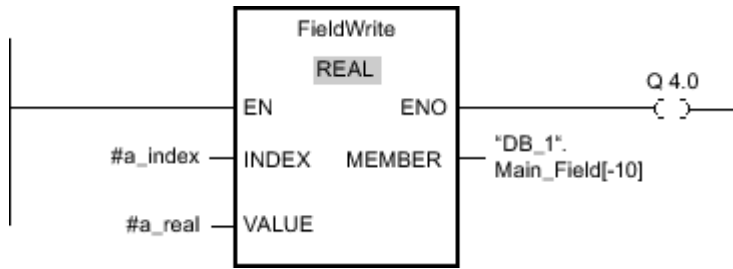 FieldWrite
REAL
Q 4.0
EN ENO
#a_index INDEX MEMBER "DB_1“.
Main_Field[-10]
#a_real VALUE